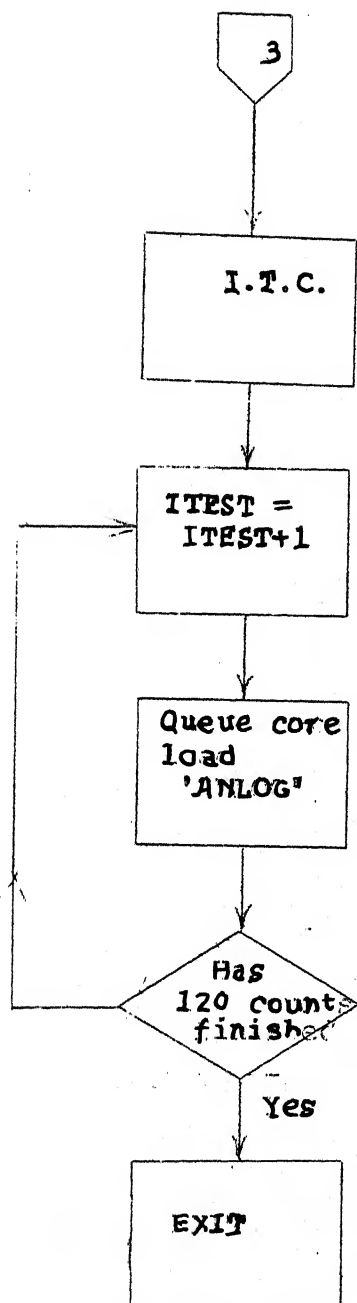 3
I.T.C.
ITEST =
ITEST+1
Queue core
load
'ANLOG'
Has
120 counts
finished
Yes
EXIT